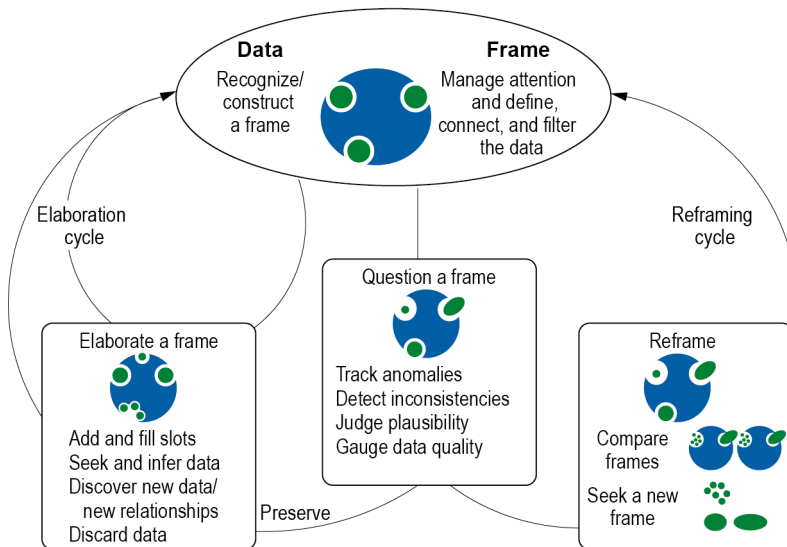 Data
Recognize/
construct
a frame
Frame
Manage attention
and define,
connect, and filter
the data
Elaboration
cycle
Reframing
cycle
Question a frame
Track anomalies
Detect inconsistencies
Judge plausibility
Gauge data quality
Elaborate a frame
Add and fill slots
Seek and infer data
Discover new data/
new relationships
Discard data
Preserve
Reframe
Compare
frames
Seek a new
frame